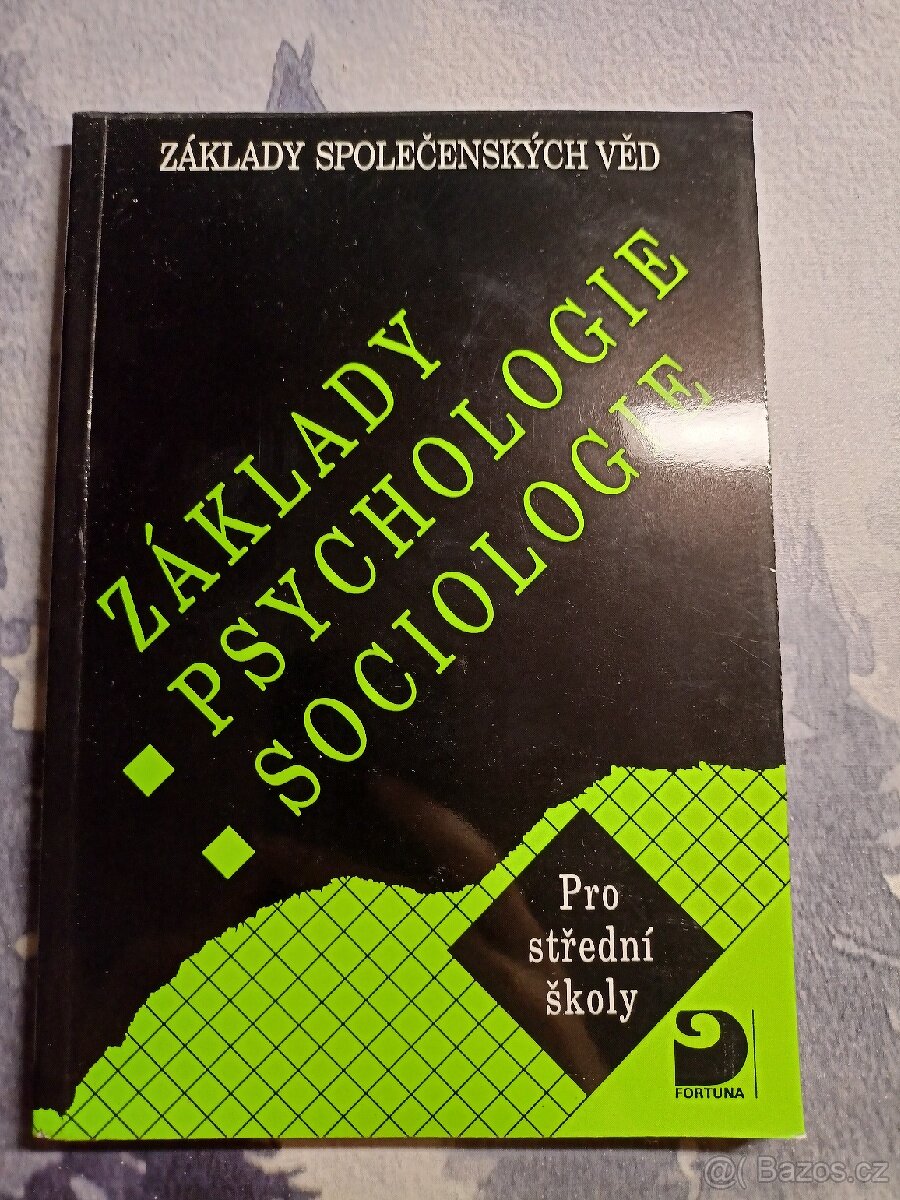 ZÁKLADY SPOLEČENSKÝCH VĚD
ZÁKLADY
PSYCHOLOGIE
SOCIOLOGIE
Pro
střední
školy
FORTUNA
@( Bazos.cz